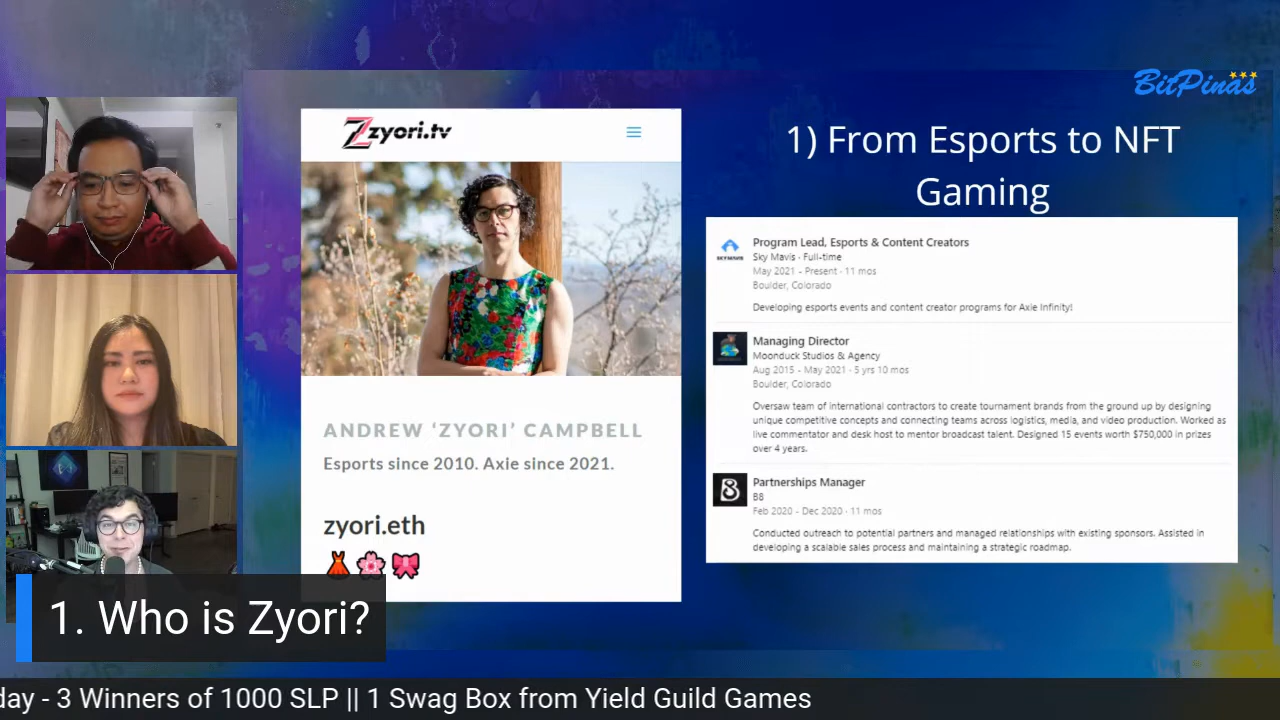 BitPinas
zyori.tv
1) From Esports to NFT
Gaming
Program Lead, Esports & Content Creators
Sky Mavis · Full-time
May 2021 - Present · 11 mos
Boulder, Colorado
Developing esports events and content creator programs for Axie Infinity!
SKY MAVIS
Managing Director
Moonduck Studios & Agency
Aug 2015 - May 2021 · 5 yrs 10 mos
Boulder, Colorado
Oversaw team of international contractors to create tournament brands from the ground up by designing
unique competitive concepts and connecting teams across logistics, media, and video production. Worked as
live commentator and desk host to mentor broadcast talent. Designed 15 events worth $750,000 in prizes
over 4 years.
Partnerships Manager
B8
Feb 2020 - Dec 2020 · 11 mos
Conducted outreach to potential partners and managed relationships with existing sponsors. Assisted in
developing a scalable sales process and maintaining a strategic roadmap.
ANDREW ‘ZYORI’ CAMPBELL
Esports since 2010. Axie since 2021.
zyori.eth
1. Who is Zyori?
day - 3 Winners of 1000 SLP || 1 Swag Box from Yield Guild Games